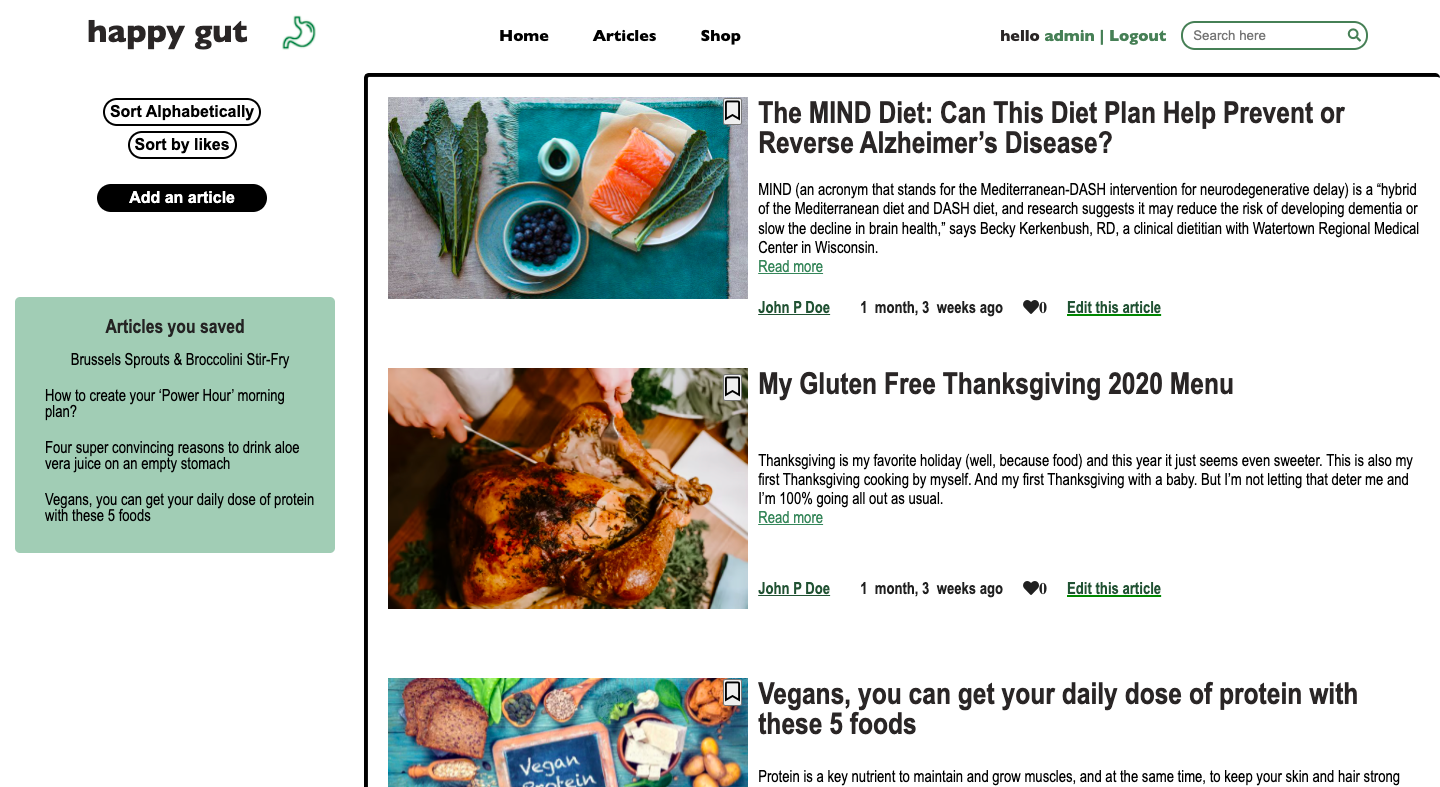 happy gut
Home Articles Shop
hello admin | Logout
Search here
Sort Alphabetically
Sort by likes
Add an article
Articles you saved
Brussels Sprouts & Broccolini Stir-Fry
How to create your ‘Power Hour’ morning
plan?
Four super convincing reasons to drink aloe
vera juice on an empty stomach
Vegans, you can get your daily dose of protein
with these 5 foods
The MIND Diet: Can This Diet Plan Help Prevent or
Reverse Alzheimer’s Disease?
MIND (an acronym that stands for the Mediterranean-DASH intervention for neurodegenerative delay) is a “hybrid
of the Mediterranean diet and DASH diet, and research suggests it may reduce the risk of developing dementia or
slow the decline in brain health,” says Becky Kerkenbush, RD, a clinical dietitian with Watertown Regional Medical
Center in Wisconsin.
Read more
John P Doe 1 month, 3 weeks ago 0 Edit this article
My Gluten Free Thanksgiving 2020 Menu
Thanksgiving is my favorite holiday (well, because food) and this year it just seems even sweeter. This is also my
first Thanksgiving cooking by myself. And my first Thanksgiving with a baby. But I’m not letting that deter me and
I’m 100% going all out as usual.
Read more
John P Doe 1 month, 3 weeks ago 0 Edit this article
Vegan
Protein
Vegans, you can get your daily dose of protein with
these 5 foods
Protein is a key nutrient to maintain and grow muscles, and at the same time, to keep your skin and hair strong